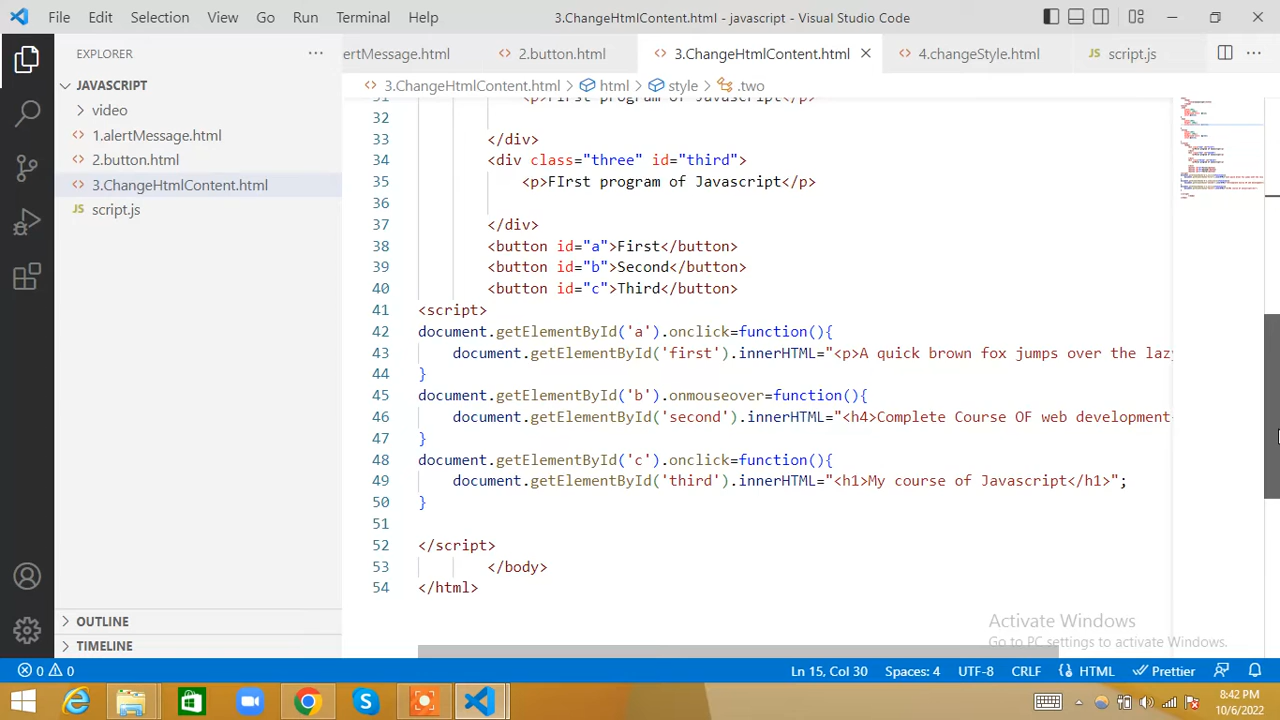 File Edit Selection View Go Run Terminal Help 3.ChangeHtmlContent.html - javascript - Visual Studio Code
EXPLORER
JAVASCRIPT
video
1.alertMessage.html
2.button.html
3.ChangeHtmlContent.html
script.js
OUTLINE
TIMELINE
ertMessage.html 2.button.html 3.ChangeHtmlContent.html 4.changeStyle.html JS script.js
3.ChangeHtmlContent.html > html > style > .two
31 <p>First program of Javascript</p>
32
33 </div>
34 <div class="three" id="third">
35 <p>FIrst program of Javascript</p>
36
37 </div>
38 <button id="a">First</button>
39 <button id="b">Second</button>
40 <button id="c">Third</button>
41 <script>
42 document.getElementById('a').onclick=function(){
43 document.getElementById('first').innerHTML="<p>A quick brown fox jumps over the lazy
44 }
45 document.getElementById('b').onmouseover=function(){
46 document.getElementById('second').innerHTML="<h4>Complete Course OF web development
47 }
48 document.getElementById('c').onclick=function(){
49 document.getElementById('third').innerHTML="<h1>My course of Javascript</h1>";
50 }
51
52 </script>
53 </body>
54 </html>
Activate Windows
Go to PC settings to activate Windows.
0 0 Ln 15, Col 30 Spaces: 4 UTF-8 CRLF HTML Prettier
8:42 PM
10/6/2022